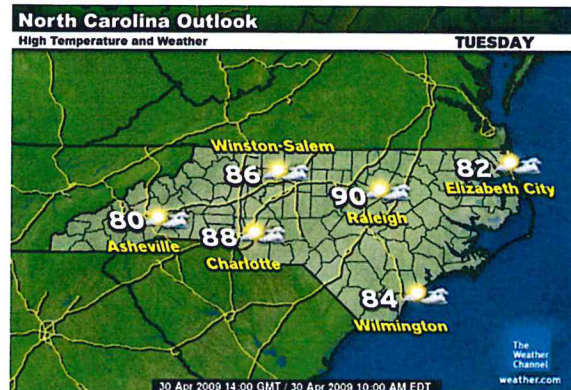 North Carolina Outlook
High Temperature and Weather
TUESDAY
Winston-Salem
86
82
Elizabeth City
90
Raleigh
80
Asheville
88
Charlotte
84
Wilmington
The
Weather
Channel
weather.com
30 Apr 2009 14:00 GMT / 30 Apr 2009 10:00 AM EDT